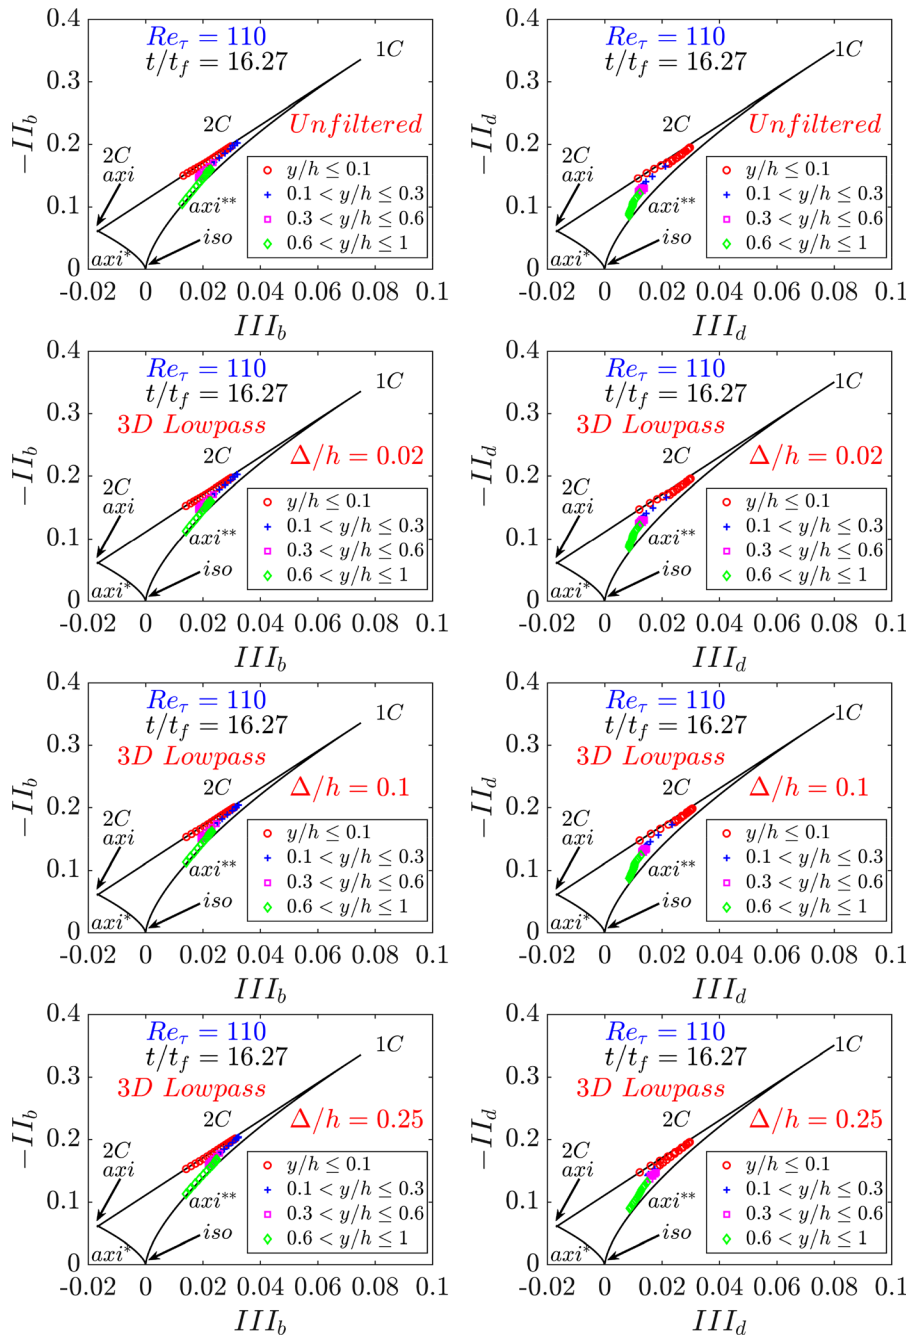 0.4
0.3
0.2
0.1
0
-0.02 0 0.02 0.04 0.06 0.08 0.1
−II_b
III_b
Re_τ = 110
t/t_f = 16.27
1C
2C
Unfiltered
2C
axi
axi**
iso
axi*
y/h ≤ 0.1
0.1 < y/h ≤ 0.3
0.3 < y/h ≤ 0.6
0.6 < y/h ≤ 1
0.4
0.3
0.2
0.1
0
-0.02 0 0.02 0.04 0.06 0.08 0.1
−II_d
III_d
Re_τ = 110
t/t_f = 16.27
1C
2C
Unfiltered
2C
axi
axi**
iso
axi*
y/h ≤ 0.1
0.1 < y/h ≤ 0.3
0.3 < y/h ≤ 0.6
0.6 < y/h ≤ 1
0.4
0.3
0.2
0.1
0
-0.02 0 0.02 0.04 0.06 0.08 0.1
−II_b
III_b
Re_τ = 110
t/t_f = 16.27
3D Lowpass
1C
2C
Δ/h = 0.02
2C
axi
axi**
iso
axi*
y/h ≤ 0.1
0.1 < y/h ≤ 0.3
0.3 < y/h ≤ 0.6
0.6 < y/h ≤ 1
0.4
0.3
0.2
0.1
0
-0.02 0 0.02 0.04 0.06 0.08 0.1
−II_d
III_d
Re_τ = 110
t/t_f = 16.27
3D Lowpass
1C
2C
Δ/h = 0.02
2C
axi
axi**
iso
axi*
y/h ≤ 0.1
0.1 < y/h ≤ 0.3
0.3 < y/h ≤ 0.6
0.6 < y/h ≤ 1
0.4
0.3
0.2
0.1
0
-0.02 0 0.02 0.04 0.06 0.08 0.1
−II_b
III_b
Re_τ = 110
t/t_f = 16.27
3D Lowpass
1C
2C
Δ/h = 0.1
2C
axi
axi**
iso
axi*
y/h ≤ 0.1
0.1 < y/h ≤ 0.3
0.3 < y/h ≤ 0.6
0.6 < y/h ≤ 1
0.4
0.3
0.2
0.1
0
-0.02 0 0.02 0.04 0.06 0.08 0.1
−II_d
III_d
Re_τ = 110
t/t_f = 16.27
3D Lowpass
1C
2C
Δ/h = 0.1
2C
axi
axi**
iso
axi*
y/h ≤ 0.1
0.1 < y/h ≤ 0.3
0.3 < y/h ≤ 0.6
0.6 < y/h ≤ 1
0.4
0.3
0.2
0.1
0
-0.02 0 0.02 0.04 0.06 0.08 0.1
−II_b
III_b
Re_τ = 110
t/t_f = 16.27
3D Lowpass
1C
2C
Δ/h = 0.25
2C
axi
axi**
iso
axi*
y/h ≤ 0.1
0.1 < y/h ≤ 0.3
0.3 < y/h ≤ 0.6
0.6 < y/h ≤ 1
0.4
0.3
0.2
0.1
0
-0.02 0 0.02 0.04 0.06 0.08 0.1
−II_d
III_d
Re_τ = 110
t/t_f = 16.27
3D Lowpass
1C
2C
Δ/h = 0.25
2C
axi
axi**
iso
axi*
y/h ≤ 0.1
0.1 < y/h ≤ 0.3
0.3 < y/h ≤ 0.6
0.6 < y/h ≤ 1